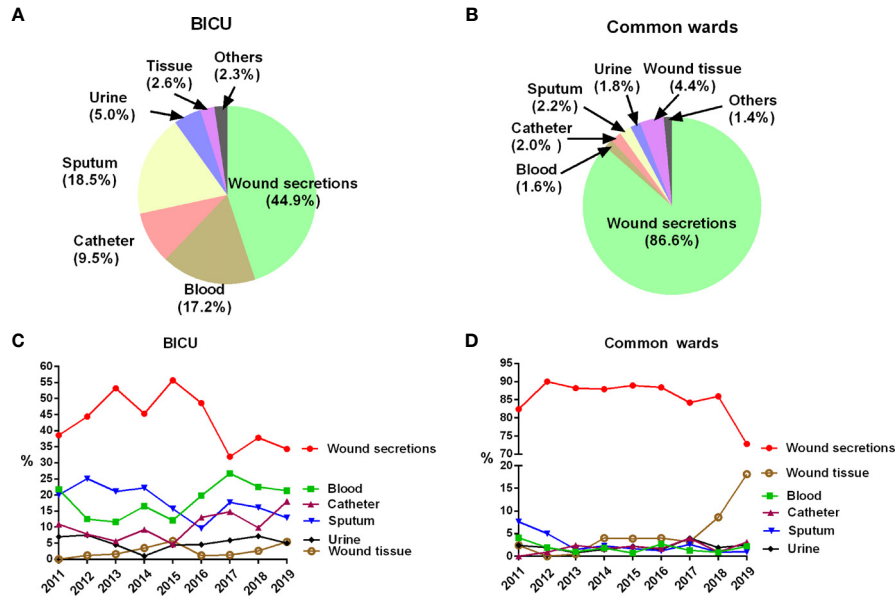 A
BICU
Others
(2.3%)
Tissue
(2.6%)
Urine
(5.0%)
Sputum
(18.5%)
Wound secretions
(44.9%)
Catheter
(9.5%)
Blood
(17.2%)
B
Common wards
Urine
(1.8%)
Wound tissue
(4.4%)
Sputum
(2.2%)
Others
(1.4%)
Catheter
(2.0% )
Blood
(1.6%)
Wound secretions
(86.6%)
C
BICU
60
55
50
45
40
35
30
25
20
15
10
5
0
%
2011
2012
2013
2014
2015
2016
2017
2018
2019
Wound secretions
Blood
Catheter
Sputum
Urine
Wound tissue
D
Common wards
95
90
85
80
75
70
20
15
10
5
0
%
2011
2012
2013
2014
2015
2016
2017
2018
2019
Wound secretions
Wound tissue
Blood
Catheter
Sputum
Urine